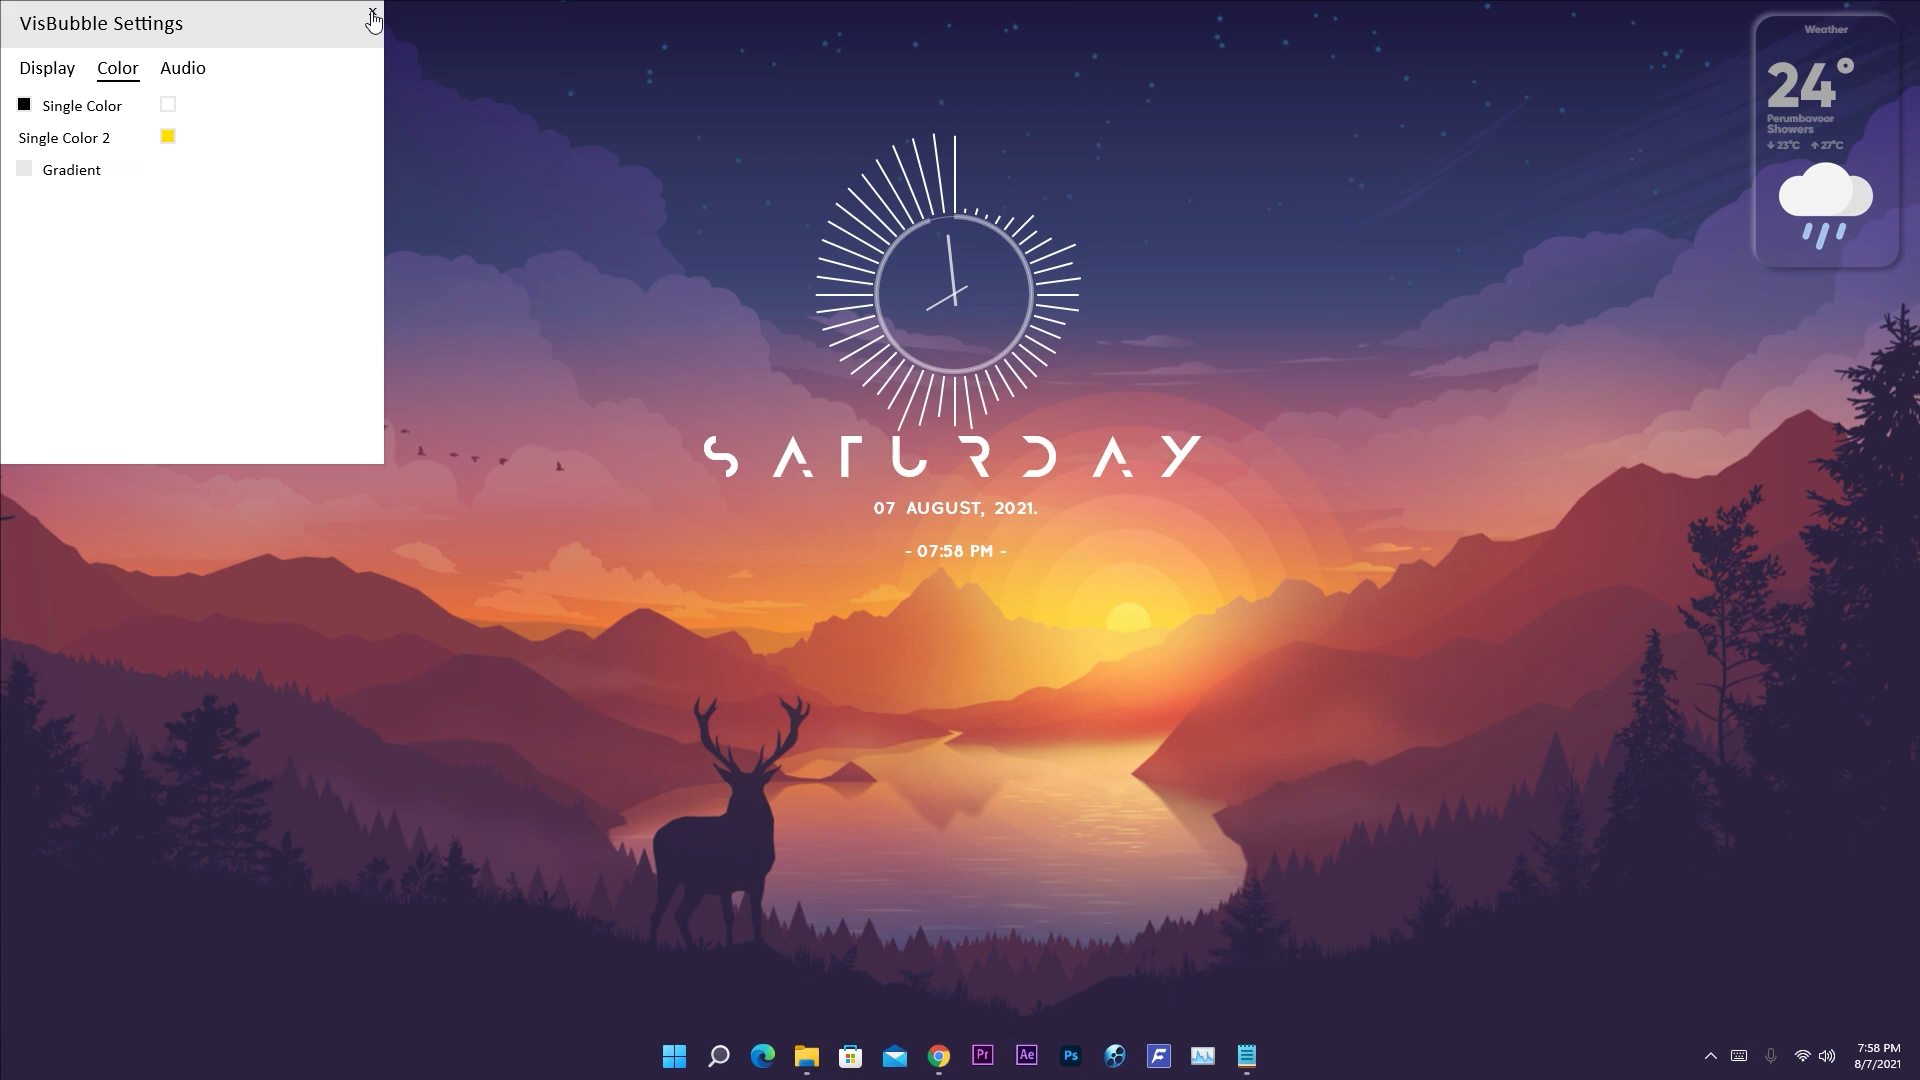 VisBubble Settings
x
Display Color Audio
Single Color
Single Color 2
Gradient
Weather
24°
Perumbavoor
Showers
↓ 23°C ↑ 27°C
SATURDAY
07 AUGUST, 2021.
- 07:58 PM -
Pr Ae Ps
7:58 PM
8/7/2021